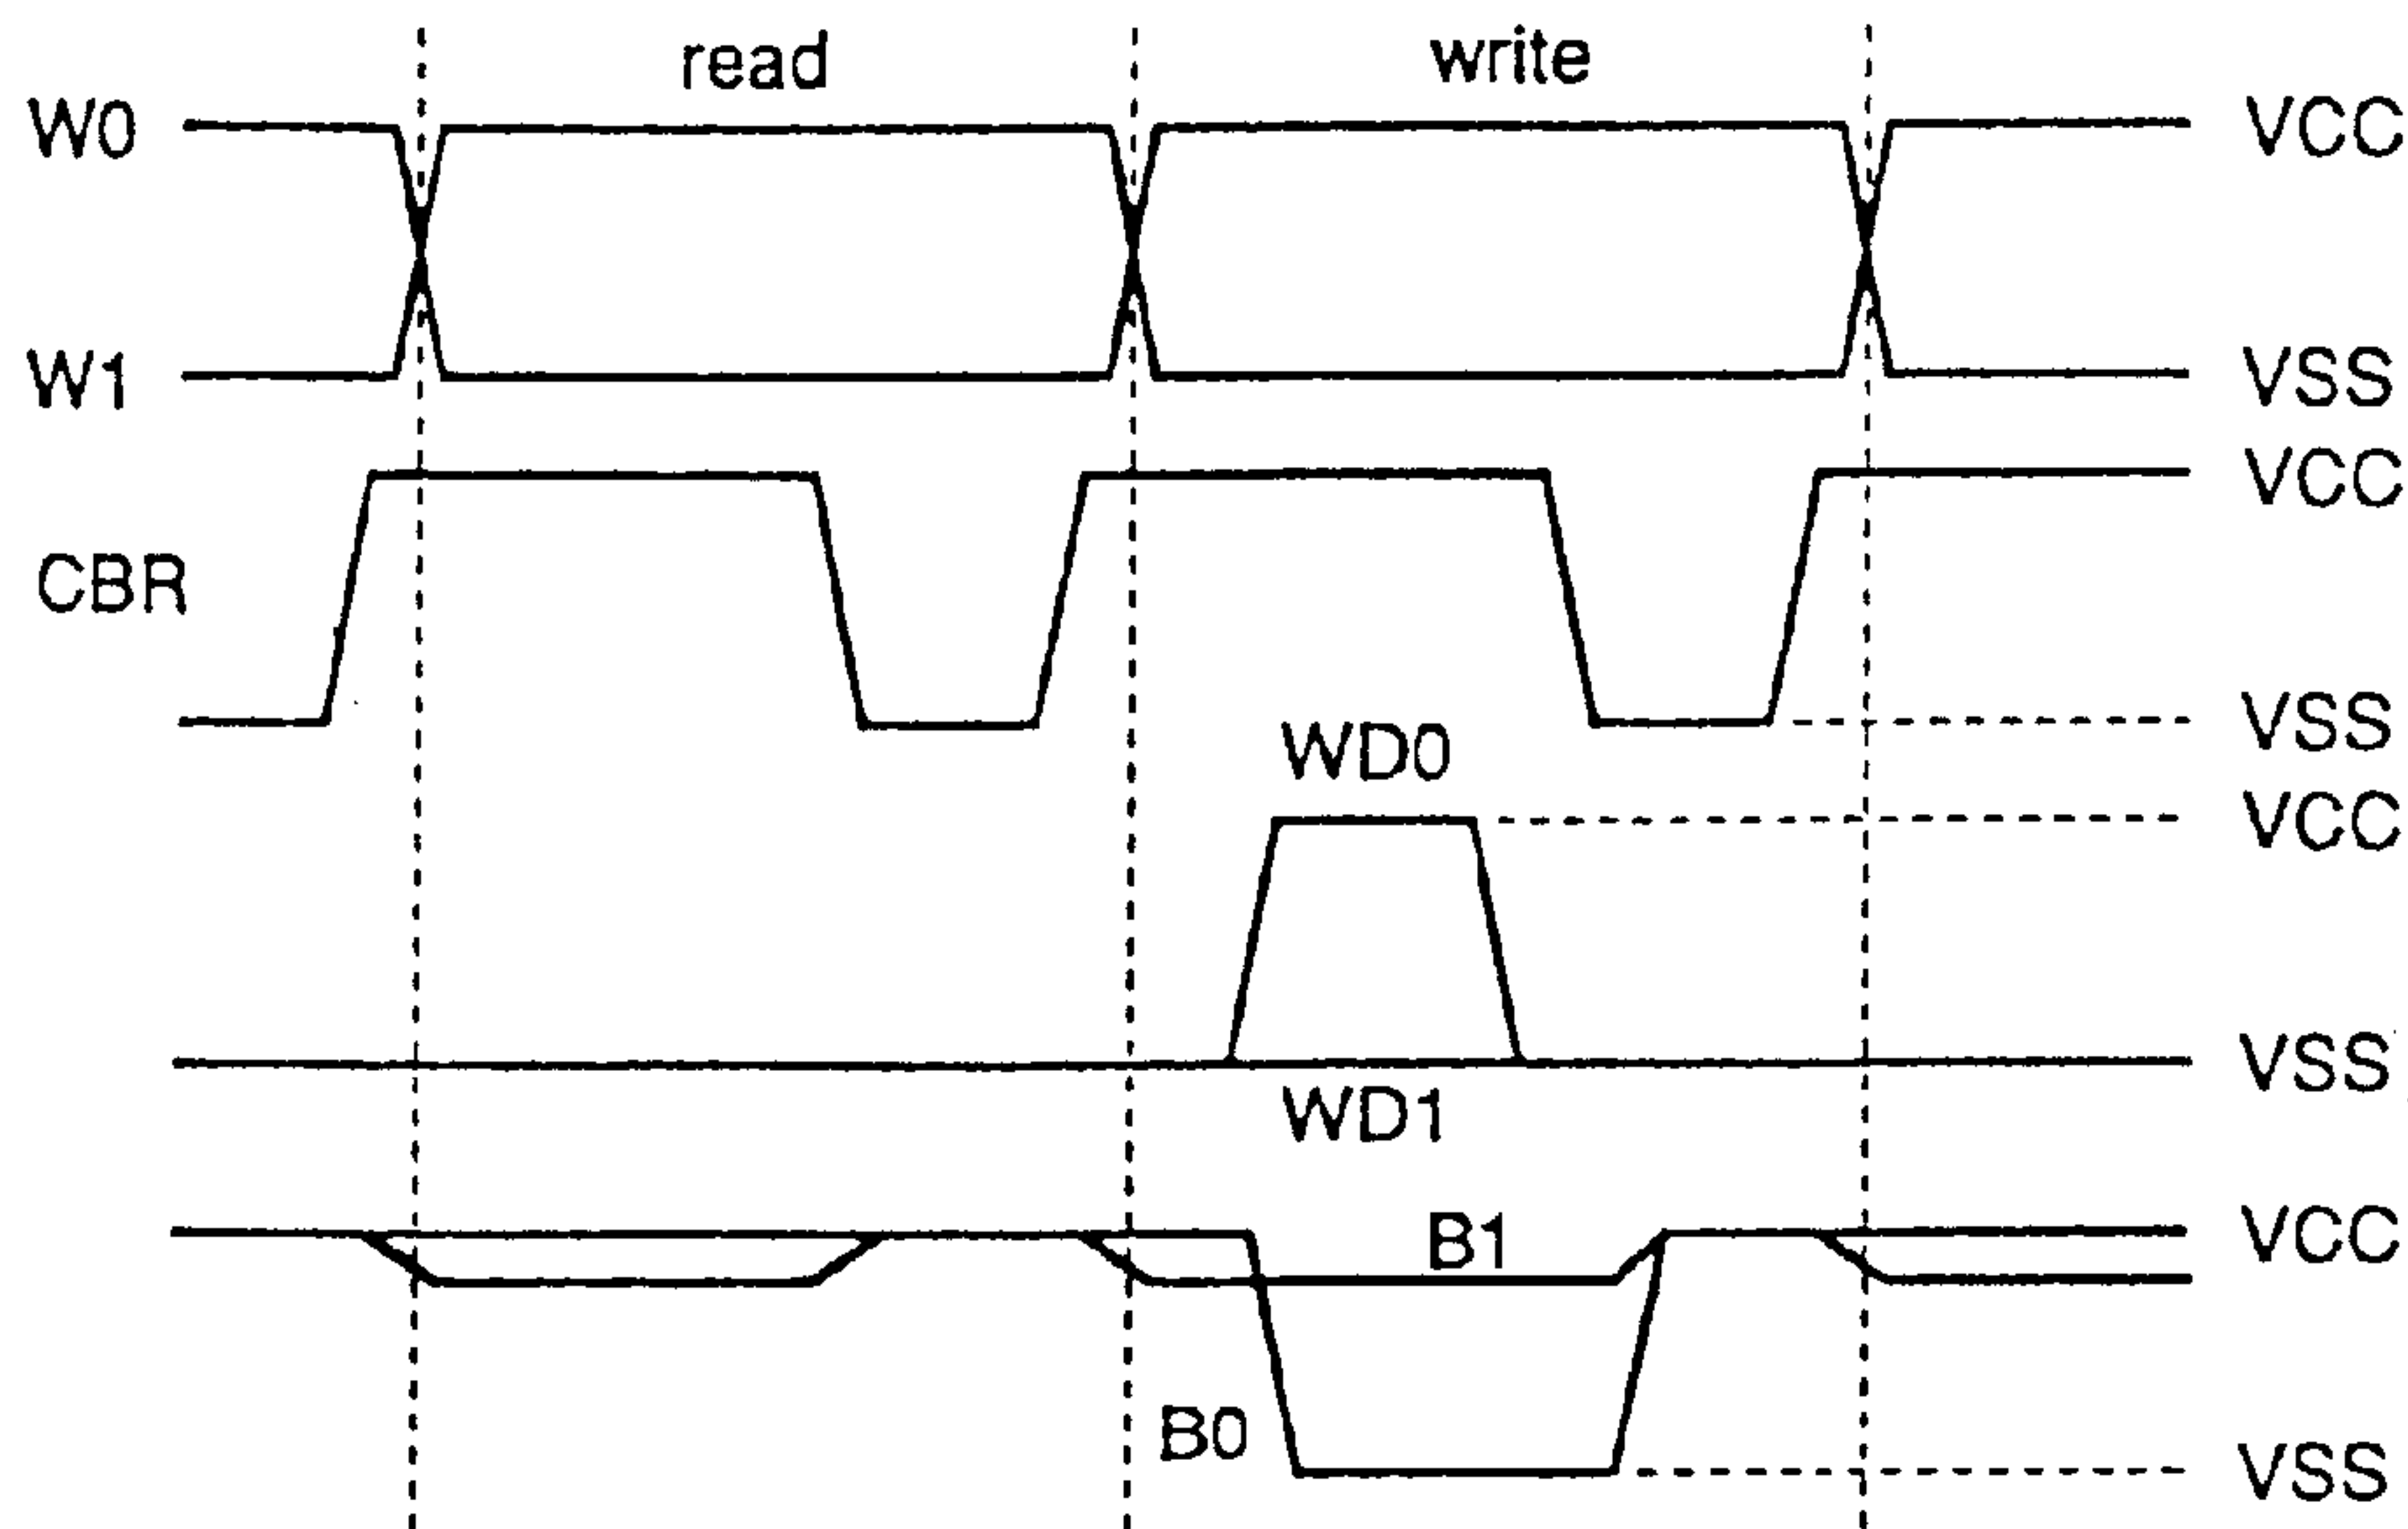 read write
W0 VCC
W1 VSS
VCC
CBR
VSS
WD0
VCC
VSS
WD1
B1 VCC
B0
VSS